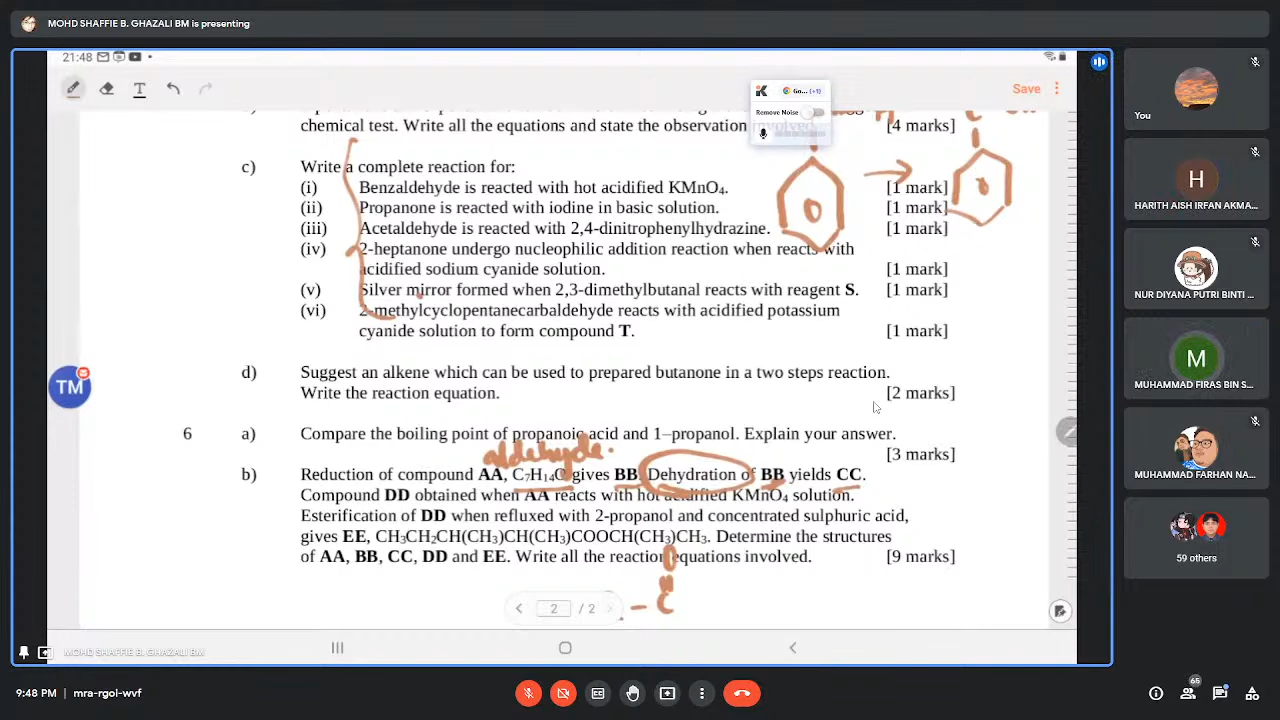 MOHD SHAFFIE B. GHAZALI BM is presenting
21:48
Save
Go... (+1)
Remove Noise
chemical test. Write all the equations and state the observation involved. [4 marks]
c) Write a complete reaction for:
(i) Benzaldehyde is reacted with hot acidified KMnO₄. [1 mark]
(ii) Propanone is reacted with iodine in basic solution. [1 mark]
(iii) Acetaldehyde is reacted with 2,4-dinitrophenylhydrazine. [1 mark]
(iv) 2-heptanone undergo nucleophilic addition reaction when reacts with
acidified sodium cyanide solution. [1 mark]
(v) Silver mirror formed when 2,3-dimethylbutanal reacts with reagent S. [1 mark]
(vi) 2-methylcyclopentanecarbaldehyde reacts with acidified potassium
cyanide solution to form compound T. [1 mark]
TM
d) Suggest an alkene which can be used to prepared butanone in a two steps reaction.
Write the reaction equation. [2 marks]
6 a) Compare the boiling point of propanoic acid and 1–propanol. Explain your answer.
[3 marks]
aldehyde.
b) Reduction of compound AA, C₇H₁₄O gives BB. Dehydration of BB yields CC.
Compound DD obtained when AA reacts with hot acidified KMnO₄ solution.
Esterification of DD when refluxed with 2-propanol and concentrated sulphuric acid,
gives EE, CH₃CH₂CH(CH₃)CH(CH₃)COOCH(CH₃)CH₃. Determine the structures
of AA, BB, CC, DD and EE. Write all the reaction equations involved. [9 marks]
O
C
2 / 2
MOHD SHAFFIE B. GHAZALI BM
You
H
HARITH AISH IRFAN AKMA...
NUR DIYANA PUTRI BINTI ...
M
MUHAMMAD FIRAS BIN S...
MUHAMMAD FARHAN NA...
59 others
9:48 PM | mra-rgol-wvf
65